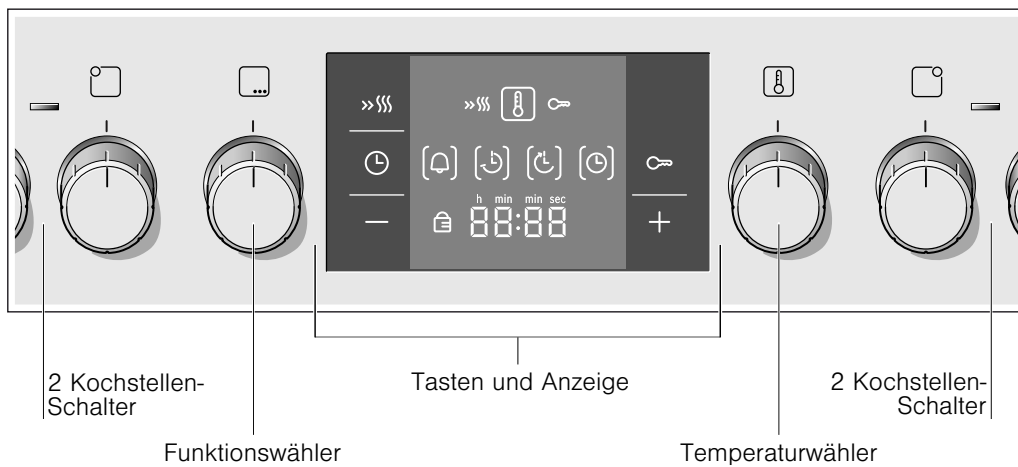 h min min sec
88:88
2 Kochstellen-
Schalter
Tasten und Anzeige
2 Kochstellen-
Schalter
Funktionswähler
Temperaturwähler